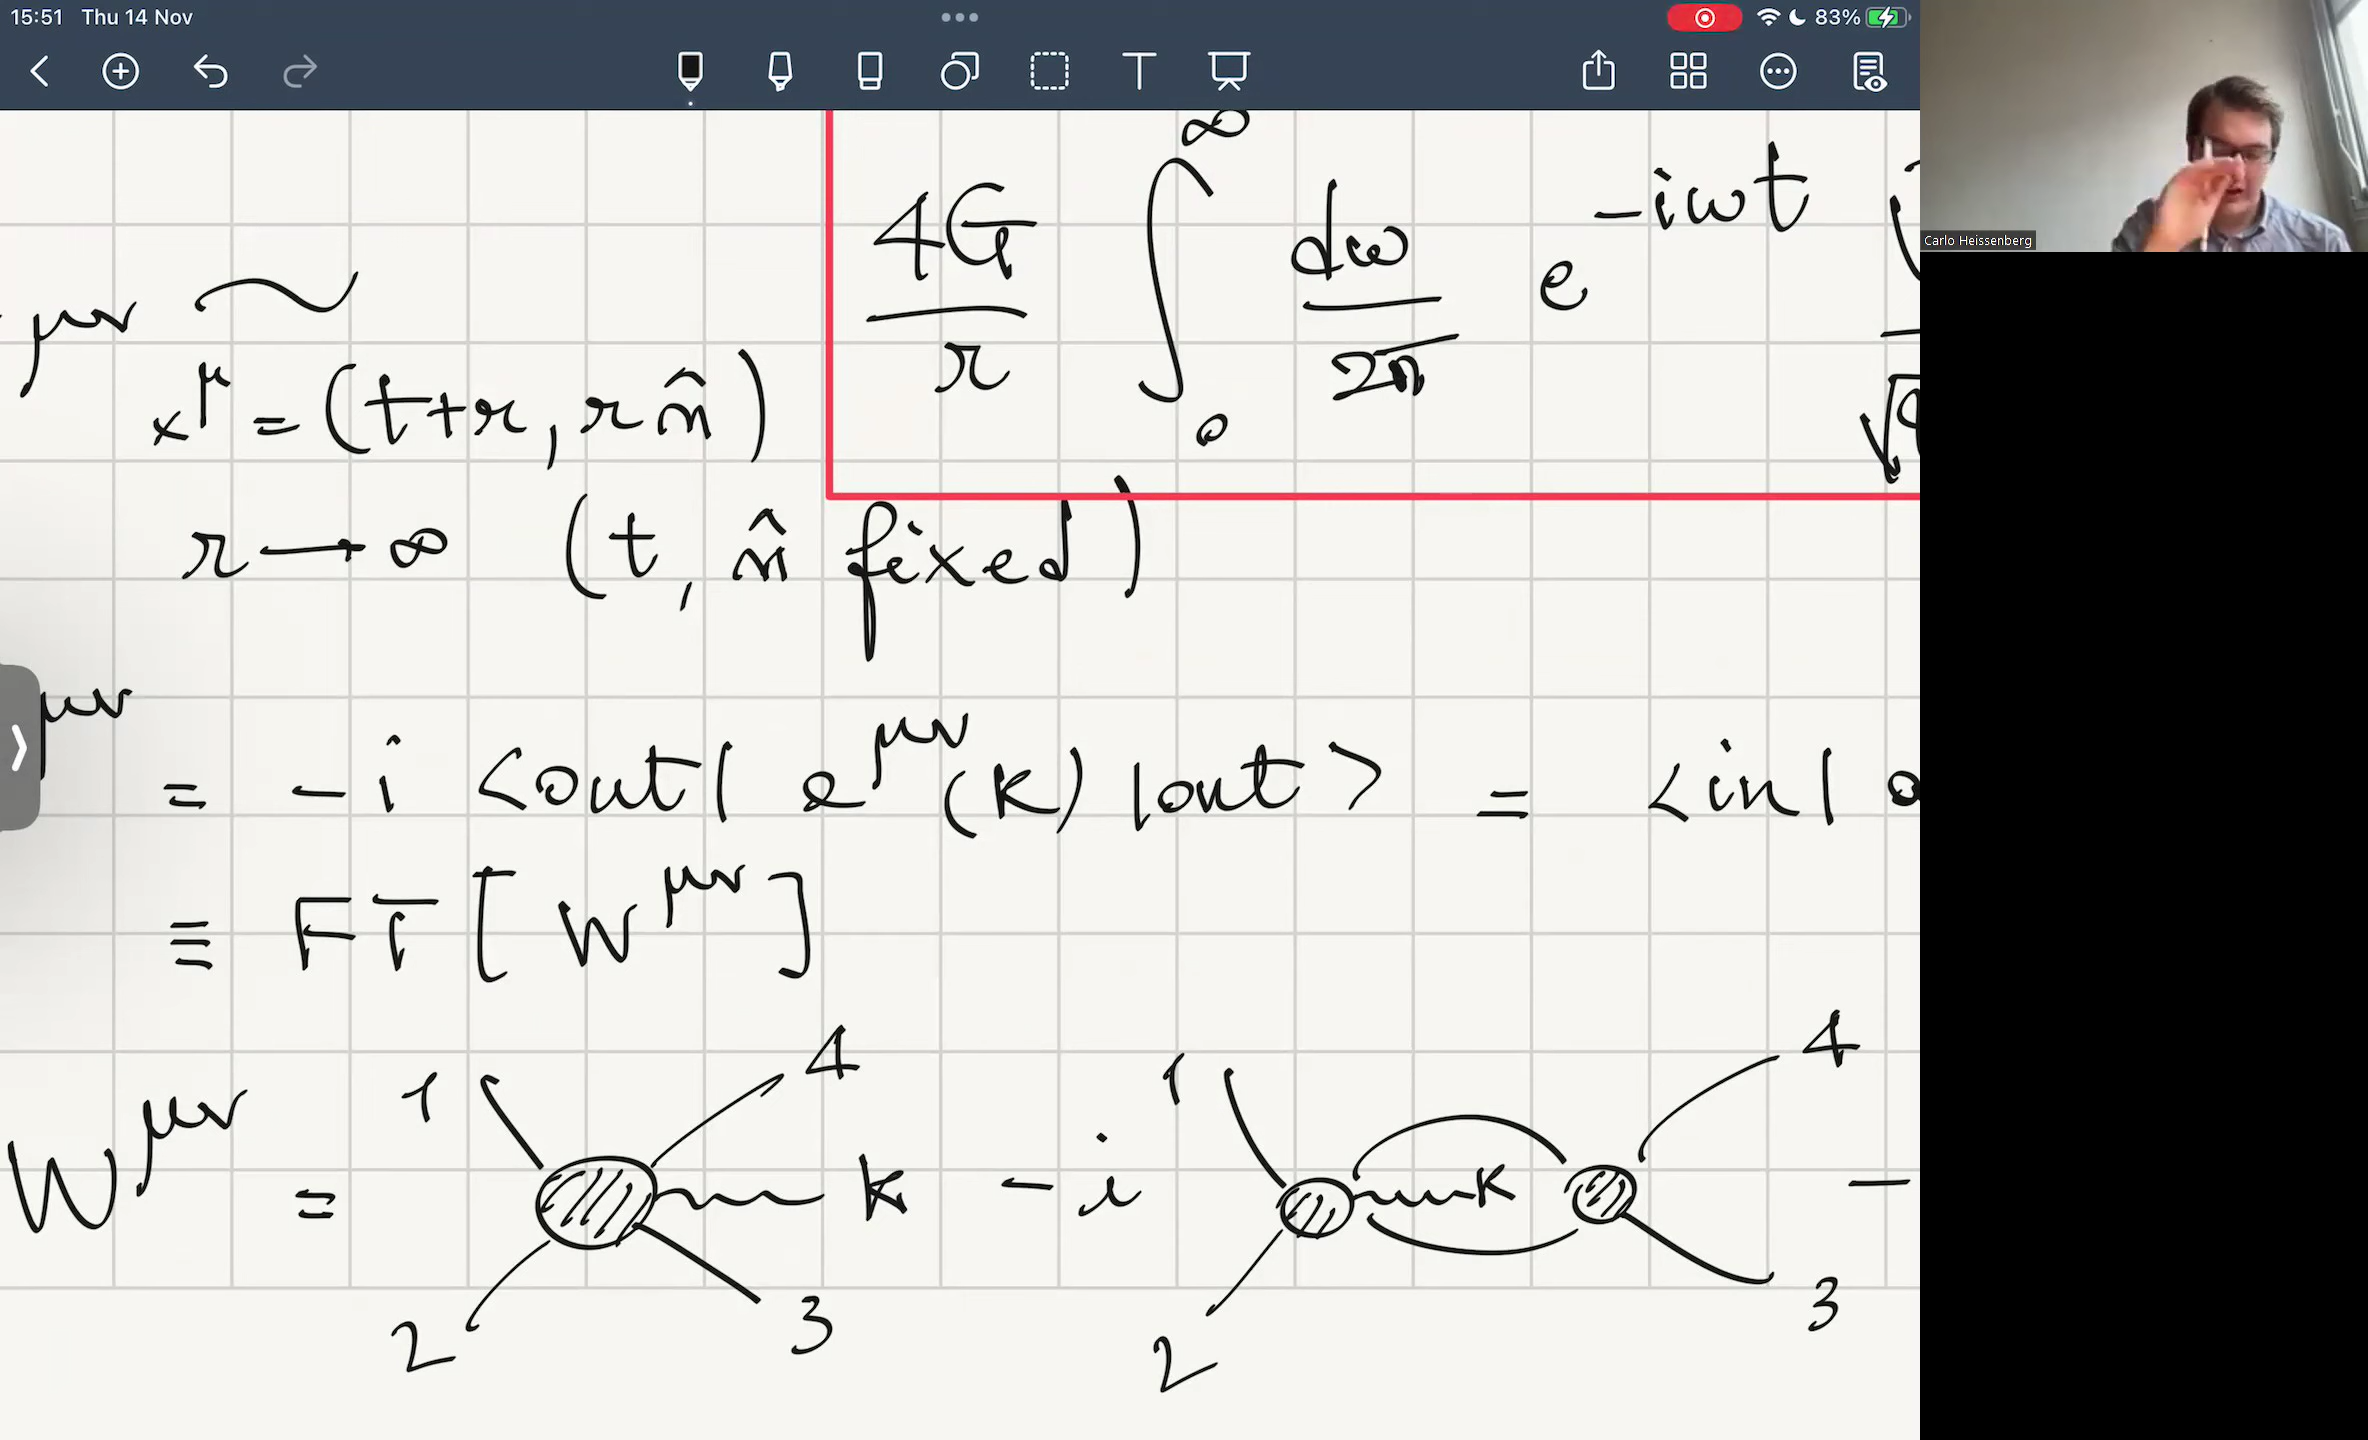 15:51 Thu 14 Nov
83%
Carlo Heissenberg
μν ~ 4G/r ∫₀^∞ dω/2π e^{-iωt}
x^μ = (t+r, r n̂)
r → ∞ (t, n̂ fixed)
μν = -i <out| a^{μν}(k) |out> = <in| a
≡ FT [W^{μν}]
W^{μν} = 1 2 3 4 k -i 1 2 k 3 4 -